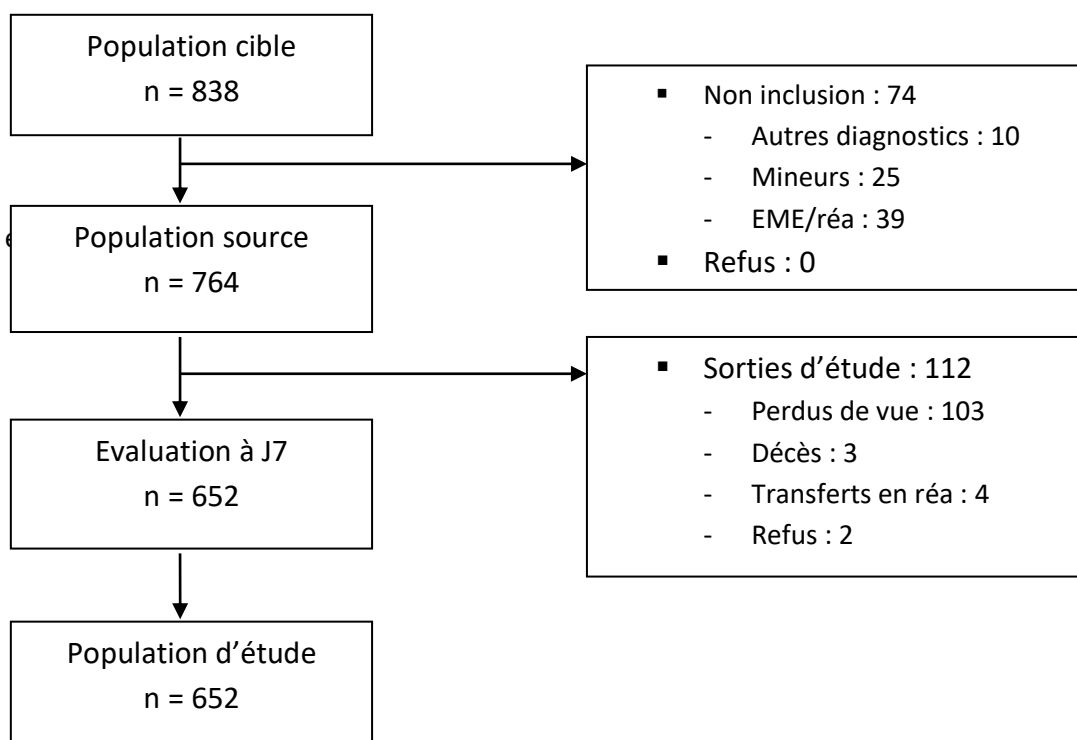 Population cible
n = 838
▪ Non inclusion : 74
- Autres diagnostics : 10
- Mineurs : 25
- EME/réa : 39
▪ Refus : 0
Population source
n = 764
▪ Sorties d’étude : 112
- Perdus de vue : 103
- Décès : 3
- Transferts en réa : 4
- Refus : 2
Evaluation à J7
n = 652
Population d’étude
n = 652